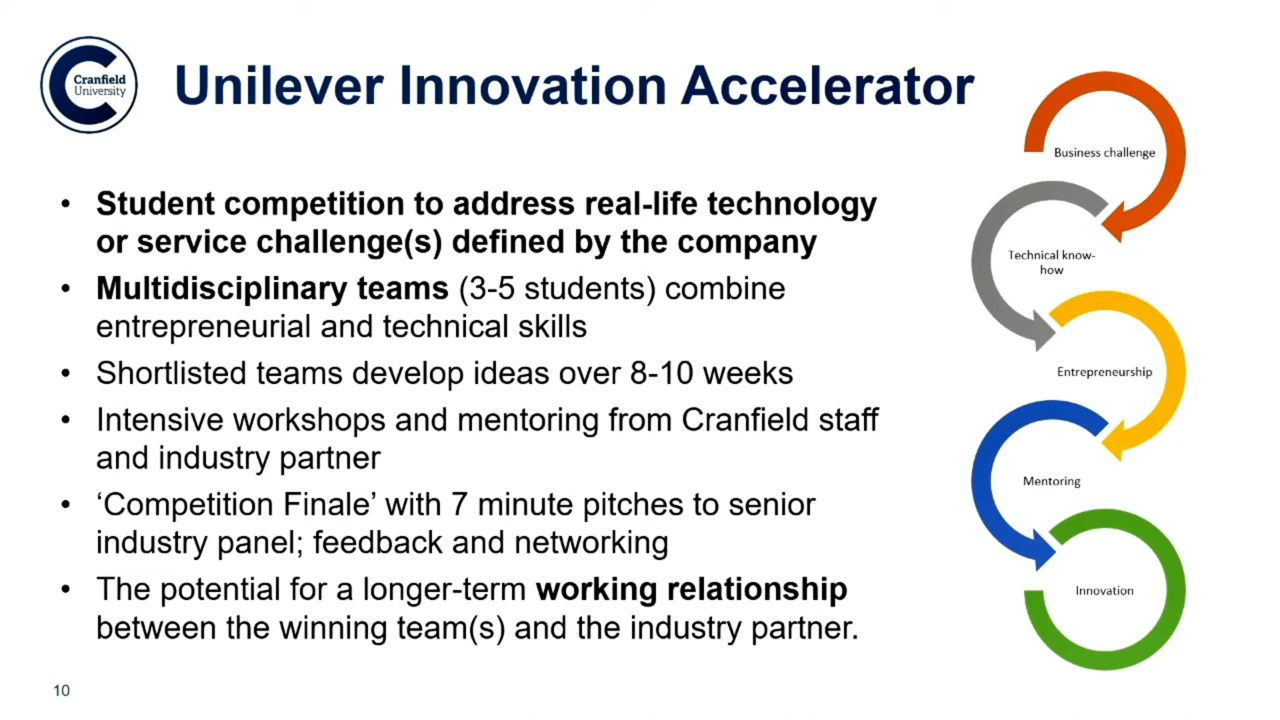 Cranfield
University
Unilever Innovation Accelerator
• Student competition to address real-life technology
or service challenge(s) defined by the company
• Multidisciplinary teams (3-5 students) combine
entrepreneurial and technical skills
• Shortlisted teams develop ideas over 8-10 weeks
• Intensive workshops and mentoring from Cranfield staff
and industry partner
• ‘Competition Finale’ with 7 minute pitches to senior
industry panel; feedback and networking
• The potential for a longer-term working relationship
between the winning team(s) and the industry partner.
Business challenge
Technical know-
how
Entrepreneurship
Mentoring
Innovation
10